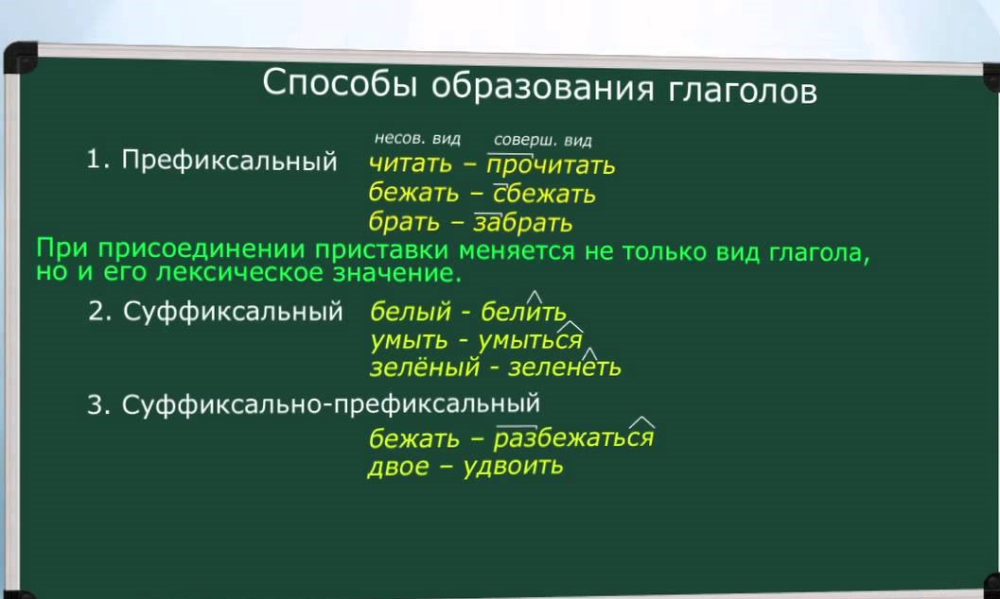 Способы образования глаголов
несов. вид соверш. вид
1. Префиксальный читать – прочитать
бежать – сбежать
брать – забрать
При присоединении приставки меняется не только вид глагола,
но и его лексическое значение.
2. Суффиксальный белый - белить
умыть - умыться
зелёный - зеленеть
3. Суффиксально-префиксальный
бежать – разбежаться
двое – удвоить